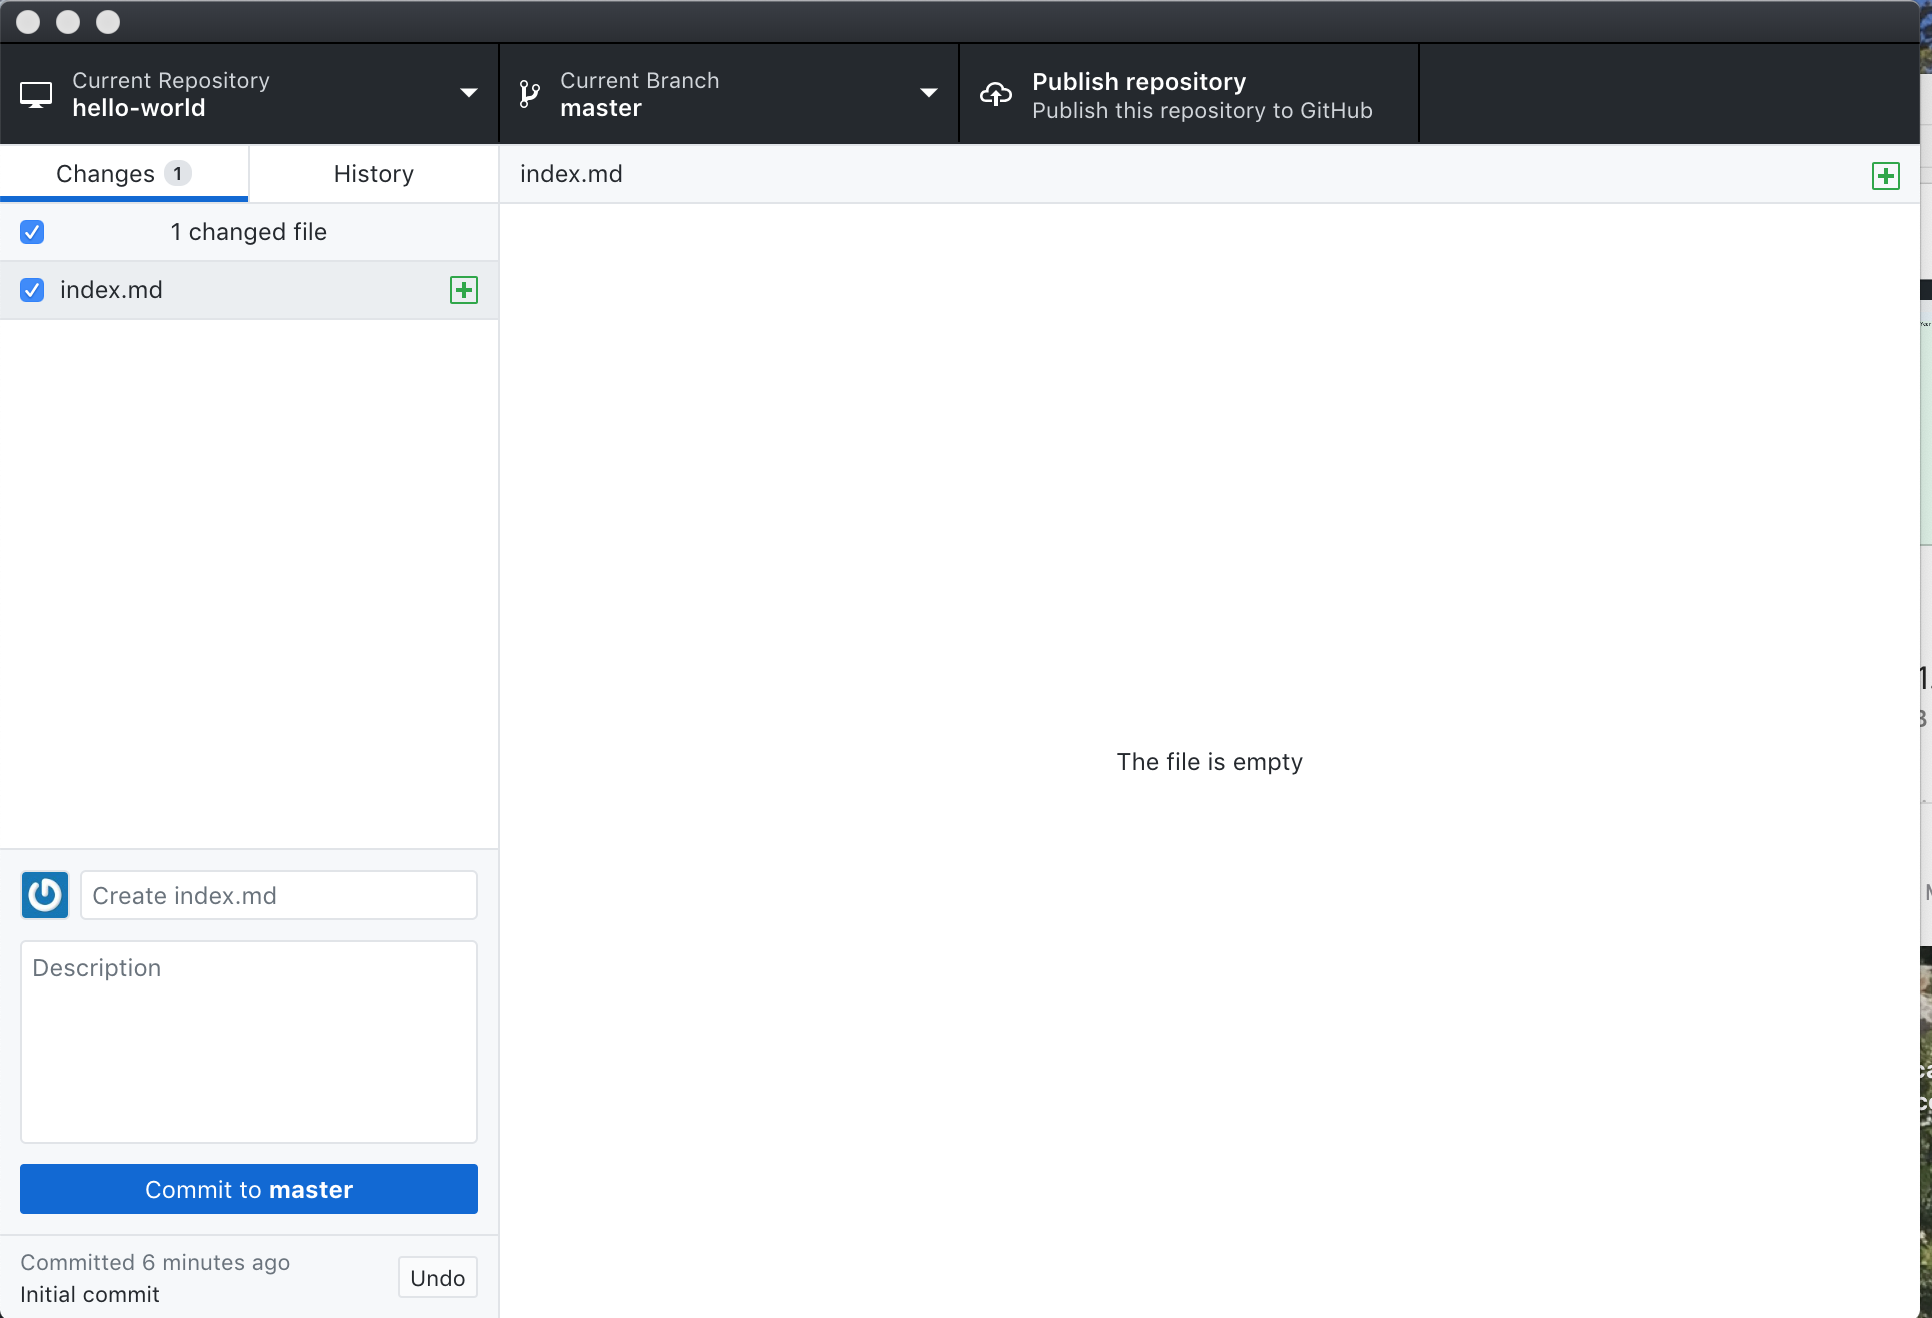 Current Repository
hello-world
Current Branch
master
Publish repository
Publish this repository to GitHub
Changes 1
History
index.md
1 changed file
index.md
The file is empty
Create index.md
Description
Commit to master
Committed 6 minutes ago
Initial commit
Undo